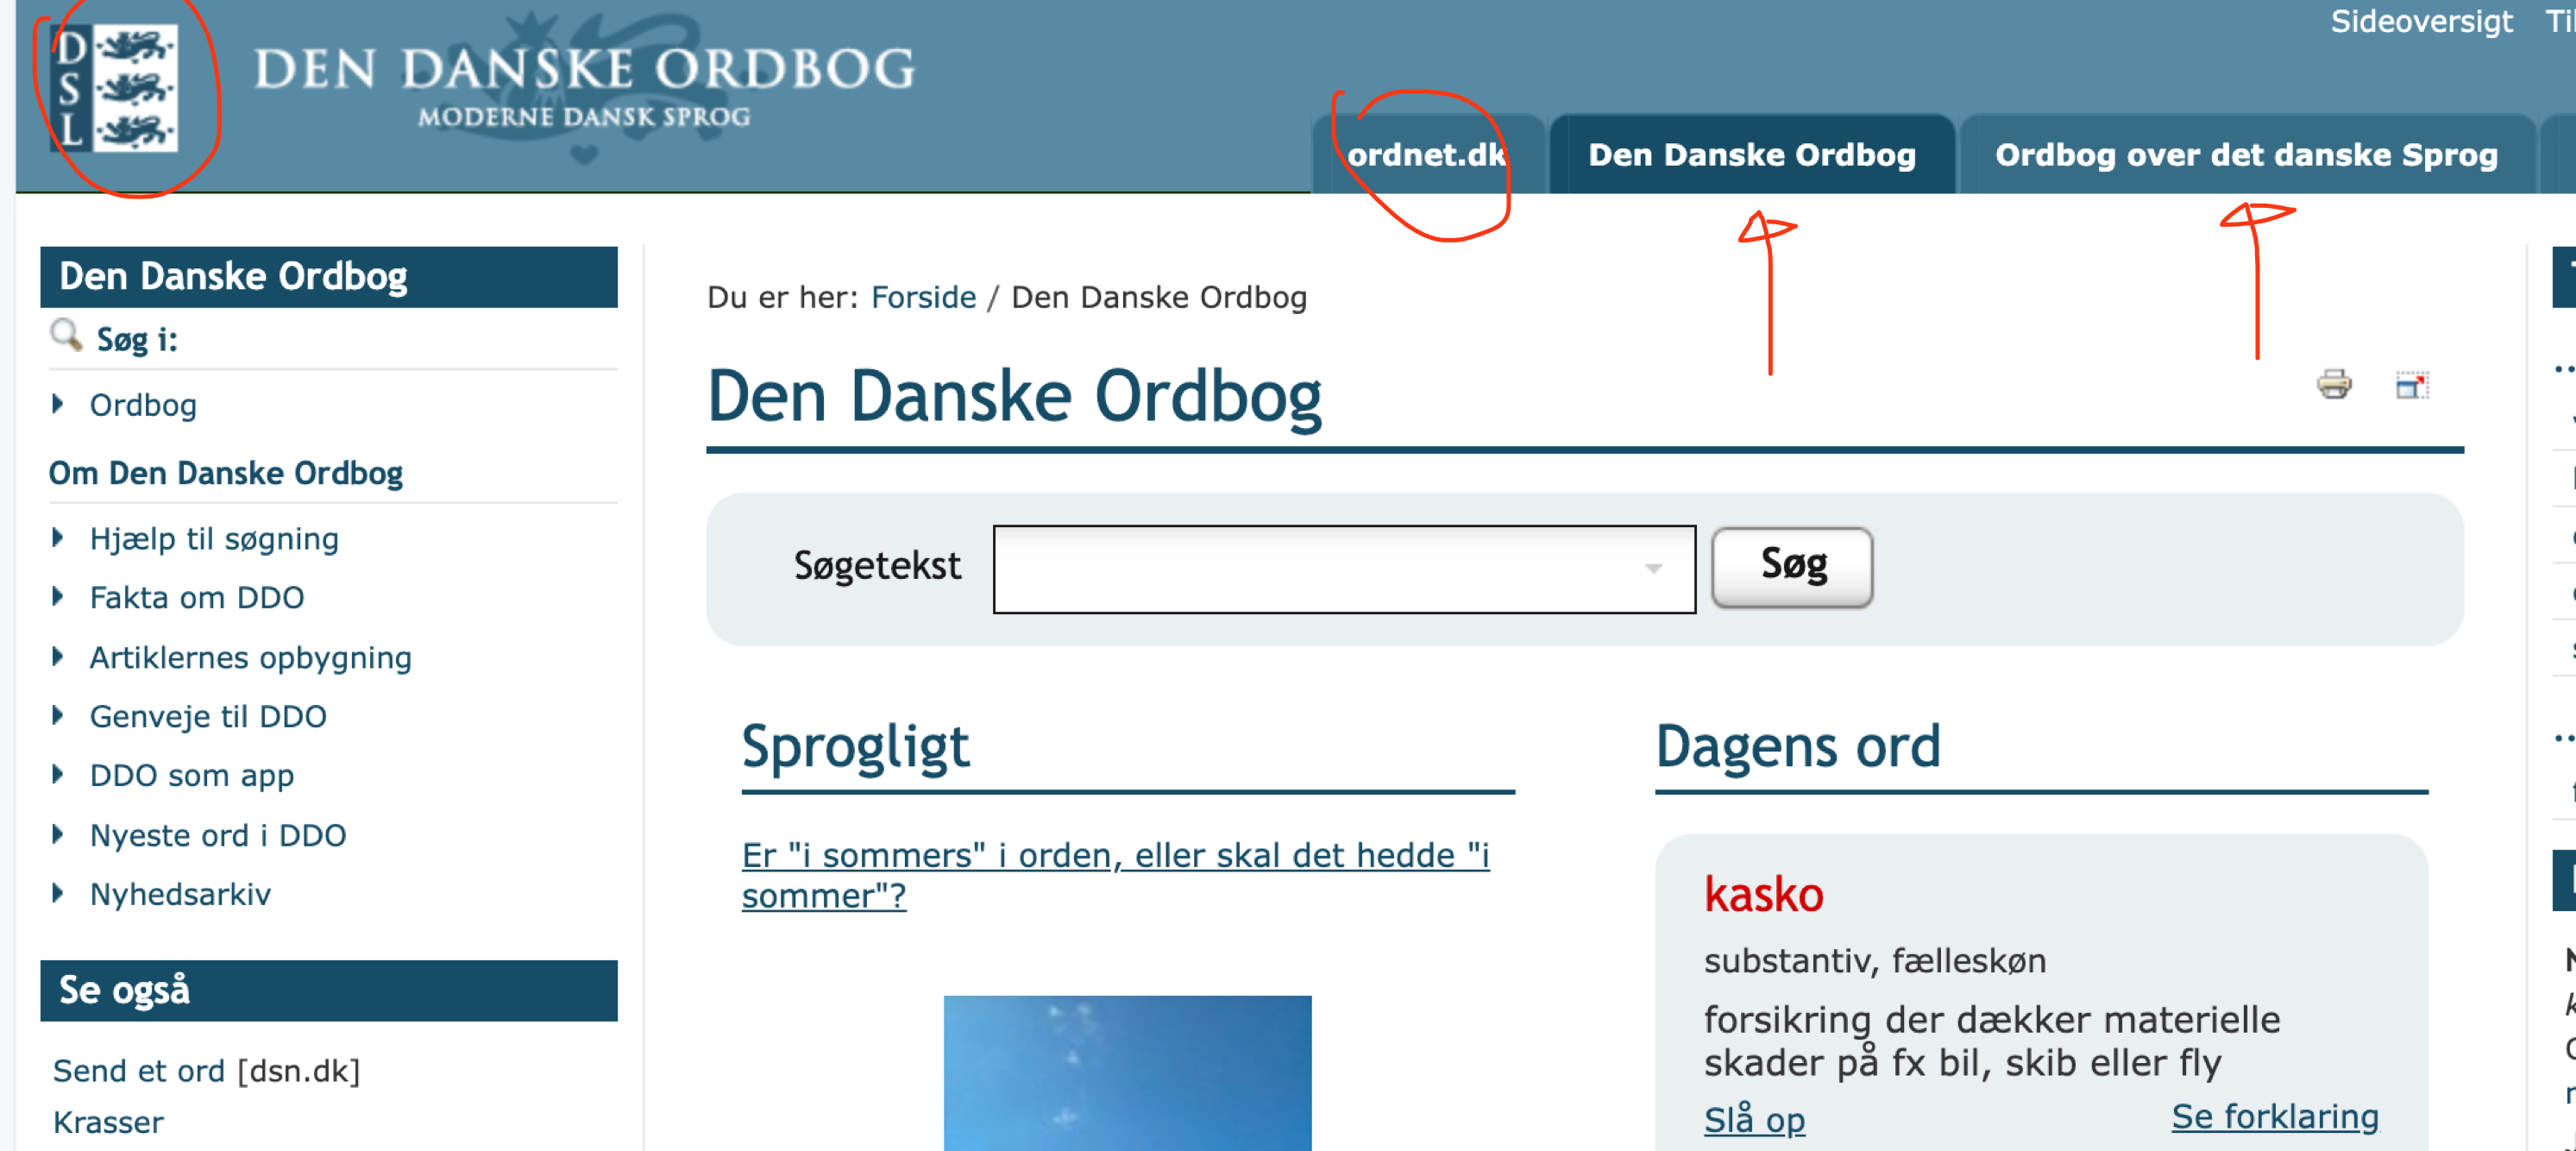 DSL
DEN DANSKE ORDBOG
MODERNE DANSK SPROG
Sideoversigt
ordnet.dk
Den Danske Ordbog
Ordbog over det danske Sprog
Den Danske Ordbog
Søg i:
Ordbog
Om Den Danske Ordbog
Hjælp til søgning
Fakta om DDO
Artiklernes opbygning
Genveje til DDO
DDO som app
Nyeste ord i DDO
Nyhedsarkiv
Se også
Send et ord [dsn.dk]
Krasser
Du er her: Forside / Den Danske Ordbog
Den Danske Ordbog
Søgetekst
Søg
Sprogligt
Er "i sommers" i orden, eller skal det hedde "i
sommer"?
Dagens ord
kasko
substantiv, fælleskøn
forsikring der dækker materielle
skader på fx bil, skib eller fly
Slå op
Se forklaring